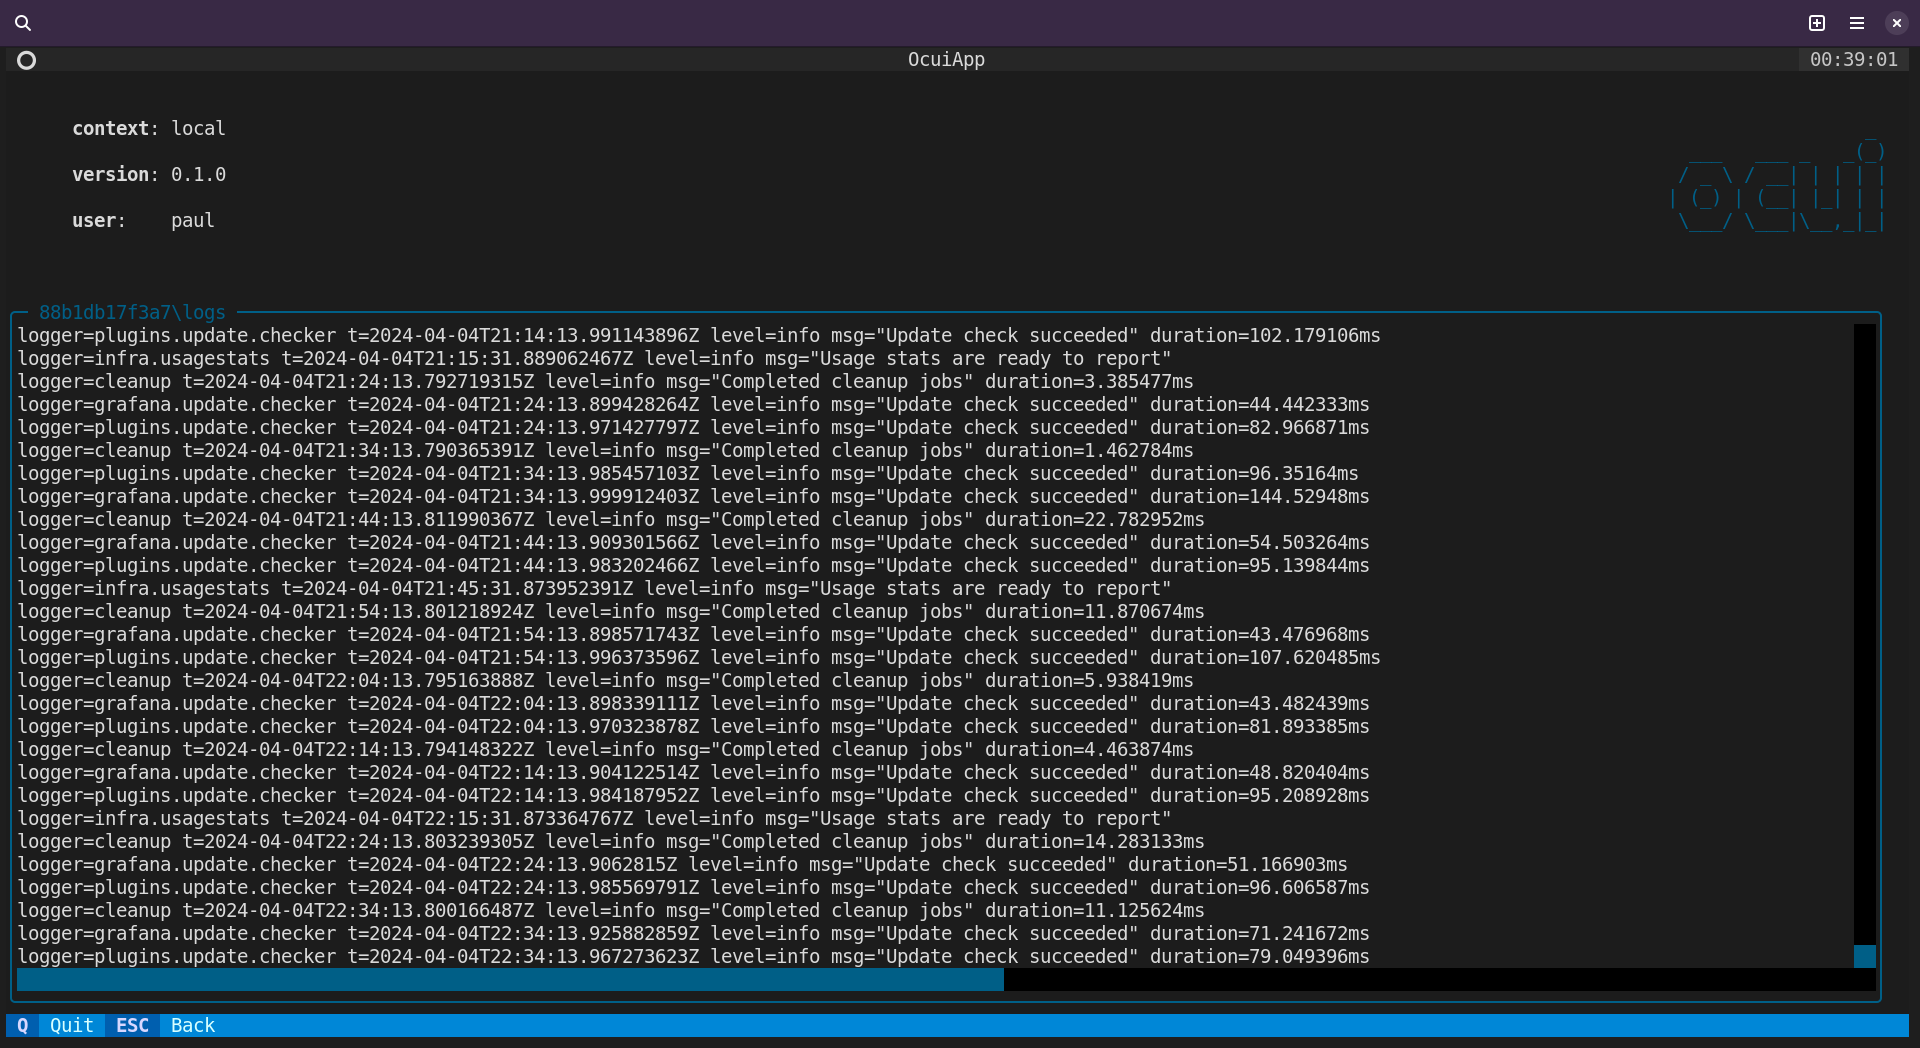 OcuiApp 00:39:01
context: local
version: 0.1.0
user: paul
ocui
88b1db17f3a7\logs
logger=plugins.update.checker t=2024-04-04T21:14:13.991143896Z level=info msg="Update check succeeded" duration=102.179106ms
logger=infra.usagestats t=2024-04-04T21:15:31.889062467Z level=info msg="Usage stats are ready to report"
logger=cleanup t=2024-04-04T21:24:13.792719315Z level=info msg="Completed cleanup jobs" duration=3.385477ms
logger=grafana.update.checker t=2024-04-04T21:24:13.899428264Z level=info msg="Update check succeeded" duration=44.442333ms
logger=plugins.update.checker t=2024-04-04T21:24:13.971427797Z level=info msg="Update check succeeded" duration=82.966871ms
logger=cleanup t=2024-04-04T21:34:13.790365391Z level=info msg="Completed cleanup jobs" duration=1.462784ms
logger=plugins.update.checker t=2024-04-04T21:34:13.985457103Z level=info msg="Update check succeeded" duration=96.35164ms
logger=grafana.update.checker t=2024-04-04T21:34:13.999912403Z level=info msg="Update check succeeded" duration=144.52948ms
logger=cleanup t=2024-04-04T21:44:13.811990367Z level=info msg="Completed cleanup jobs" duration=22.782952ms
logger=grafana.update.checker t=2024-04-04T21:44:13.909301566Z level=info msg="Update check succeeded" duration=54.503264ms
logger=plugins.update.checker t=2024-04-04T21:44:13.983202466Z level=info msg="Update check succeeded" duration=95.139844ms
logger=infra.usagestats t=2024-04-04T21:45:31.873952391Z level=info msg="Usage stats are ready to report"
logger=cleanup t=2024-04-04T21:54:13.801218924Z level=info msg="Completed cleanup jobs" duration=11.870674ms
logger=grafana.update.checker t=2024-04-04T21:54:13.898571743Z level=info msg="Update check succeeded" duration=43.476968ms
logger=plugins.update.checker t=2024-04-04T21:54:13.996373596Z level=info msg="Update check succeeded" duration=107.620485ms
logger=cleanup t=2024-04-04T22:04:13.795163888Z level=info msg="Completed cleanup jobs" duration=5.938419ms
logger=grafana.update.checker t=2024-04-04T22:04:13.898339111Z level=info msg="Update check succeeded" duration=43.482439ms
logger=plugins.update.checker t=2024-04-04T22:04:13.970323878Z level=info msg="Update check succeeded" duration=81.893385ms
logger=cleanup t=2024-04-04T22:14:13.794148322Z level=info msg="Completed cleanup jobs" duration=4.463874ms
logger=grafana.update.checker t=2024-04-04T22:14:13.904122514Z level=info msg="Update check succeeded" duration=48.820404ms
logger=plugins.update.checker t=2024-04-04T22:14:13.984187952Z level=info msg="Update check succeeded" duration=95.208928ms
logger=infra.usagestats t=2024-04-04T22:15:31.873364767Z level=info msg="Usage stats are ready to report"
logger=cleanup t=2024-04-04T22:24:13.803239305Z level=info msg="Completed cleanup jobs" duration=14.283133ms
logger=grafana.update.checker t=2024-04-04T22:24:13.9062815Z level=info msg="Update check succeeded" duration=51.166903ms
logger=plugins.update.checker t=2024-04-04T22:24:13.985569791Z level=info msg="Update check succeeded" duration=96.606587ms
logger=cleanup t=2024-04-04T22:34:13.800166487Z level=info msg="Completed cleanup jobs" duration=11.125624ms
logger=grafana.update.checker t=2024-04-04T22:34:13.925882859Z level=info msg="Update check succeeded" duration=71.241672ms
logger=plugins.update.checker t=2024-04-04T22:34:13.967273623Z level=info msg="Update check succeeded" duration=79.049396ms
Q Quit ESC Back